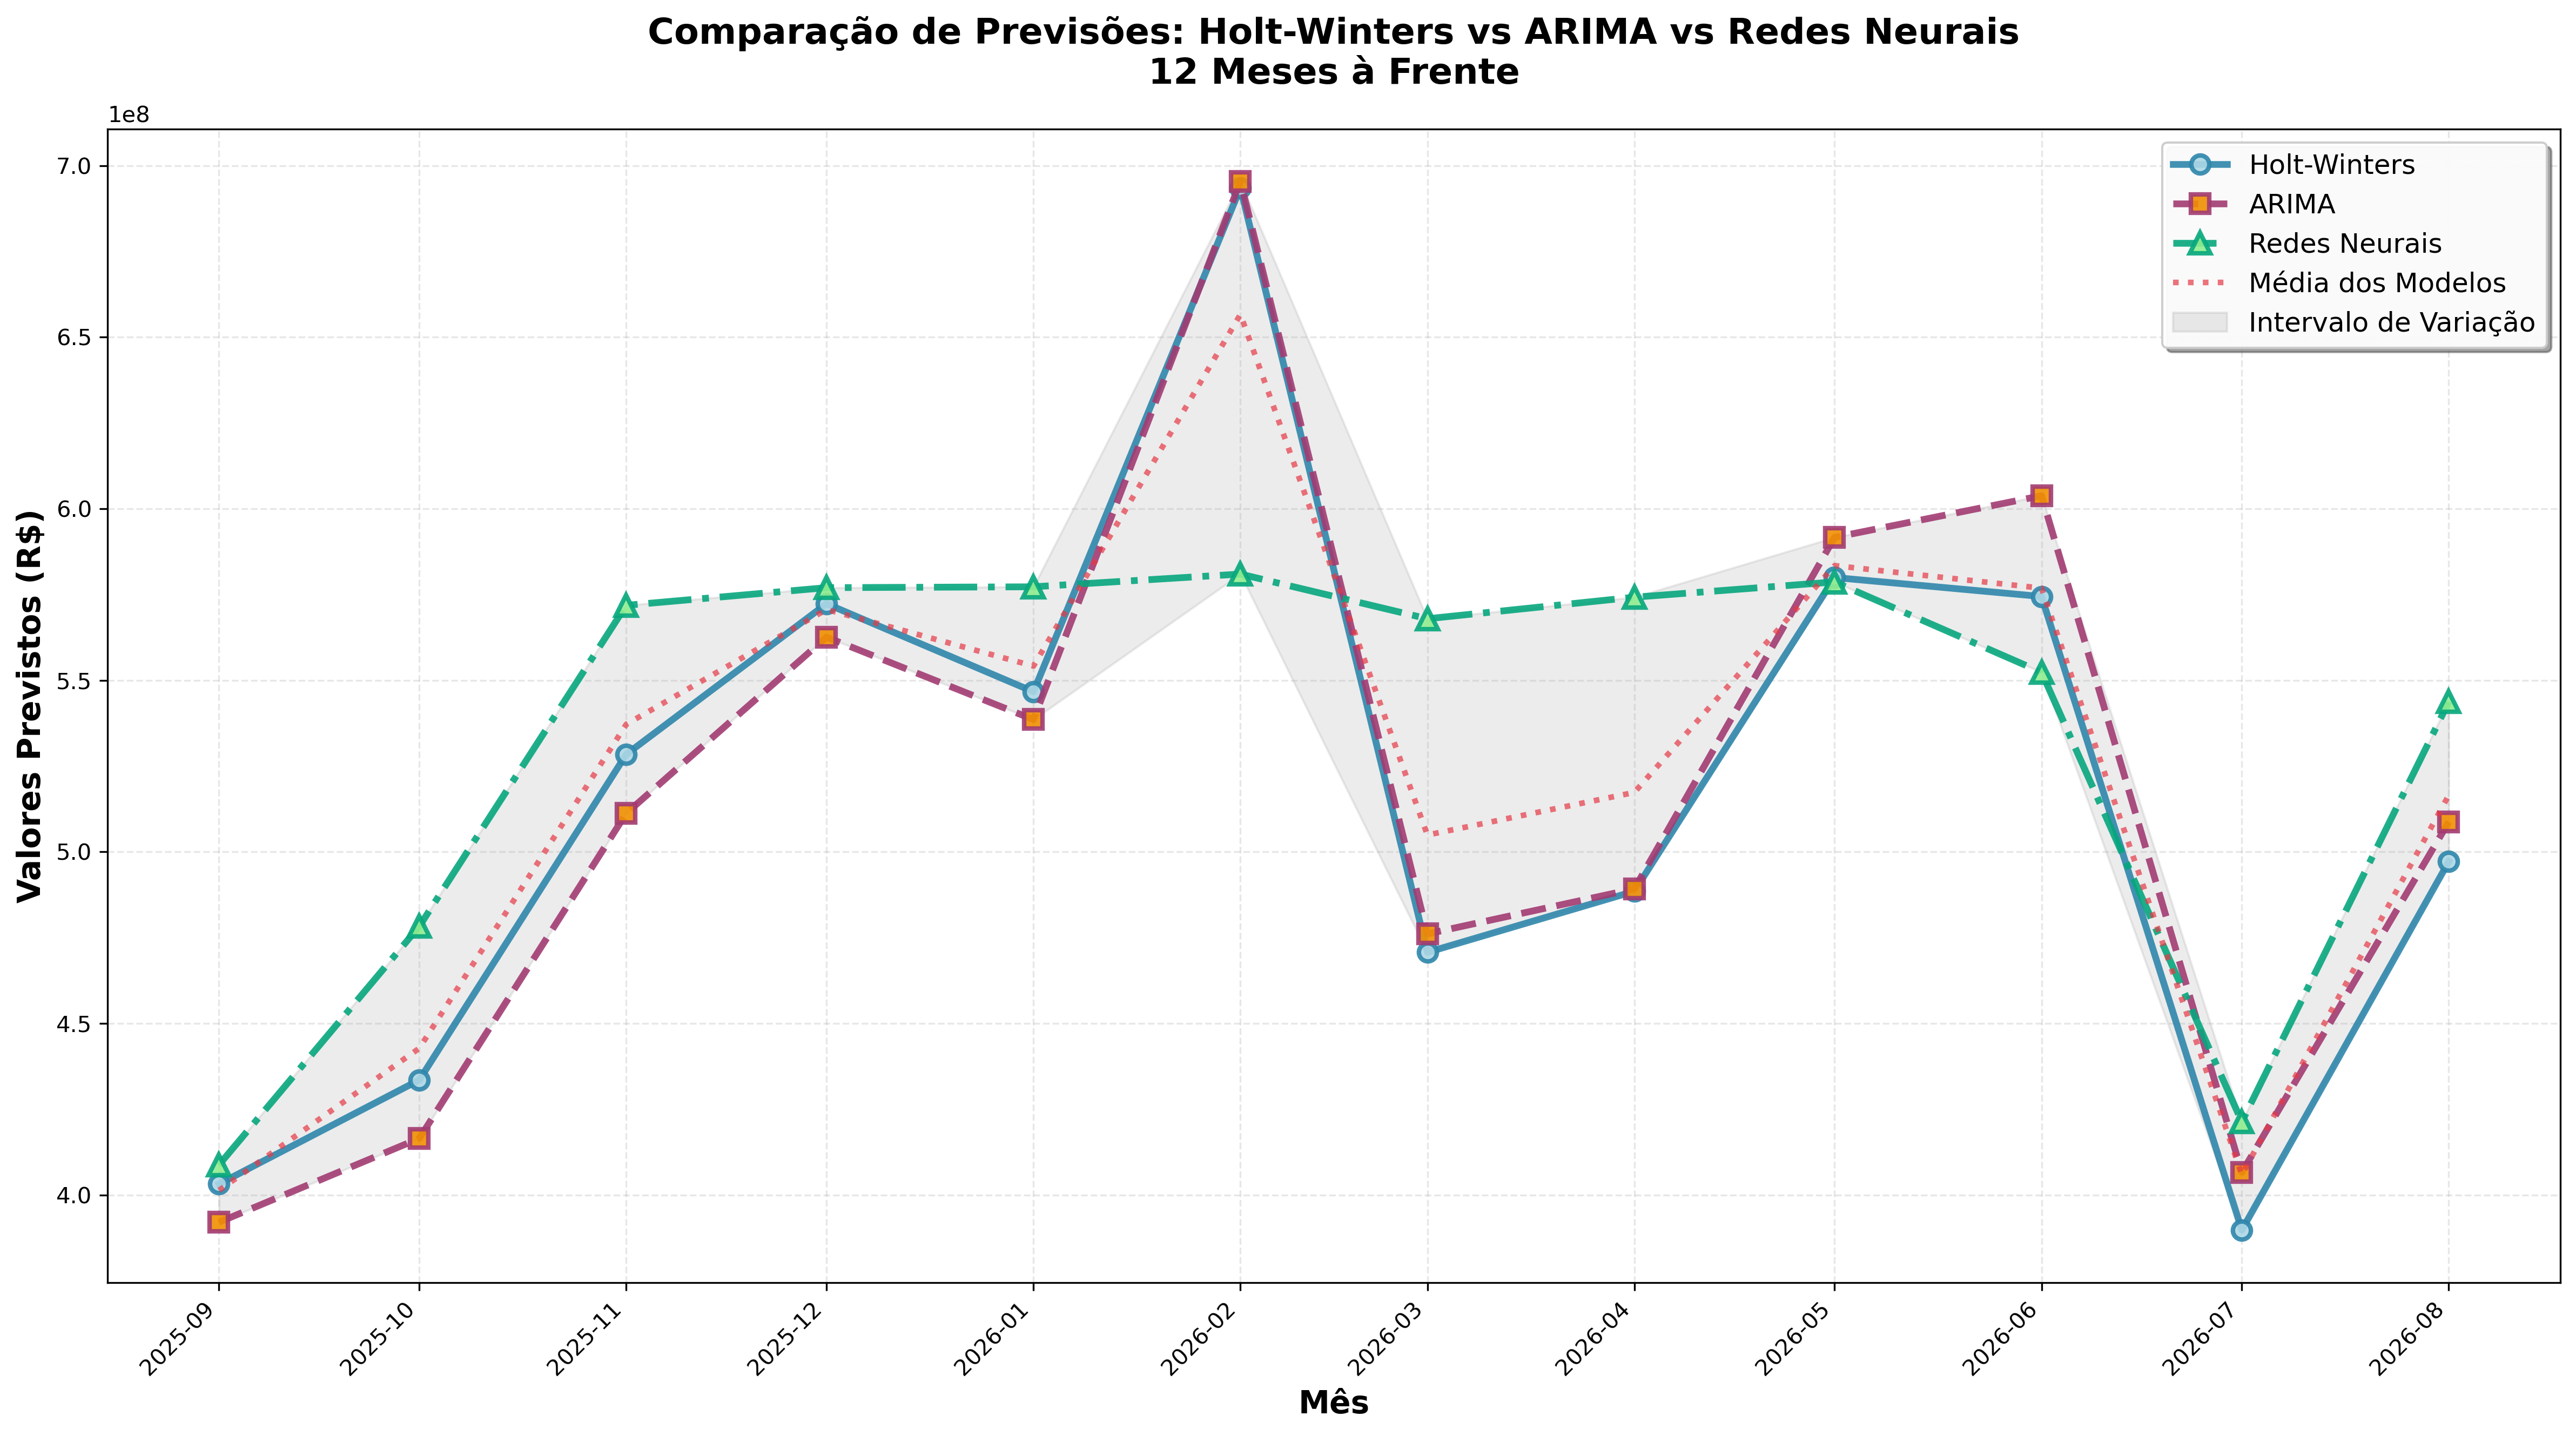 Comparação de Previsões: Holt-Winters vs ARIMA vs Redes Neurais
12 Meses à Frente
1e8
7.0
6.5
6.0
5.5
5.0
4.5
4.0
Valores Previstos (R$)
Holt-Winters
ARIMA
Redes Neurais
Média dos Modelos
Intervalo de Variação
2025-09
2025-10
2025-11
2025-12
2026-01
2026-02
2026-03
2026-04
2026-05
2026-06
2026-07
2026-08
Mês